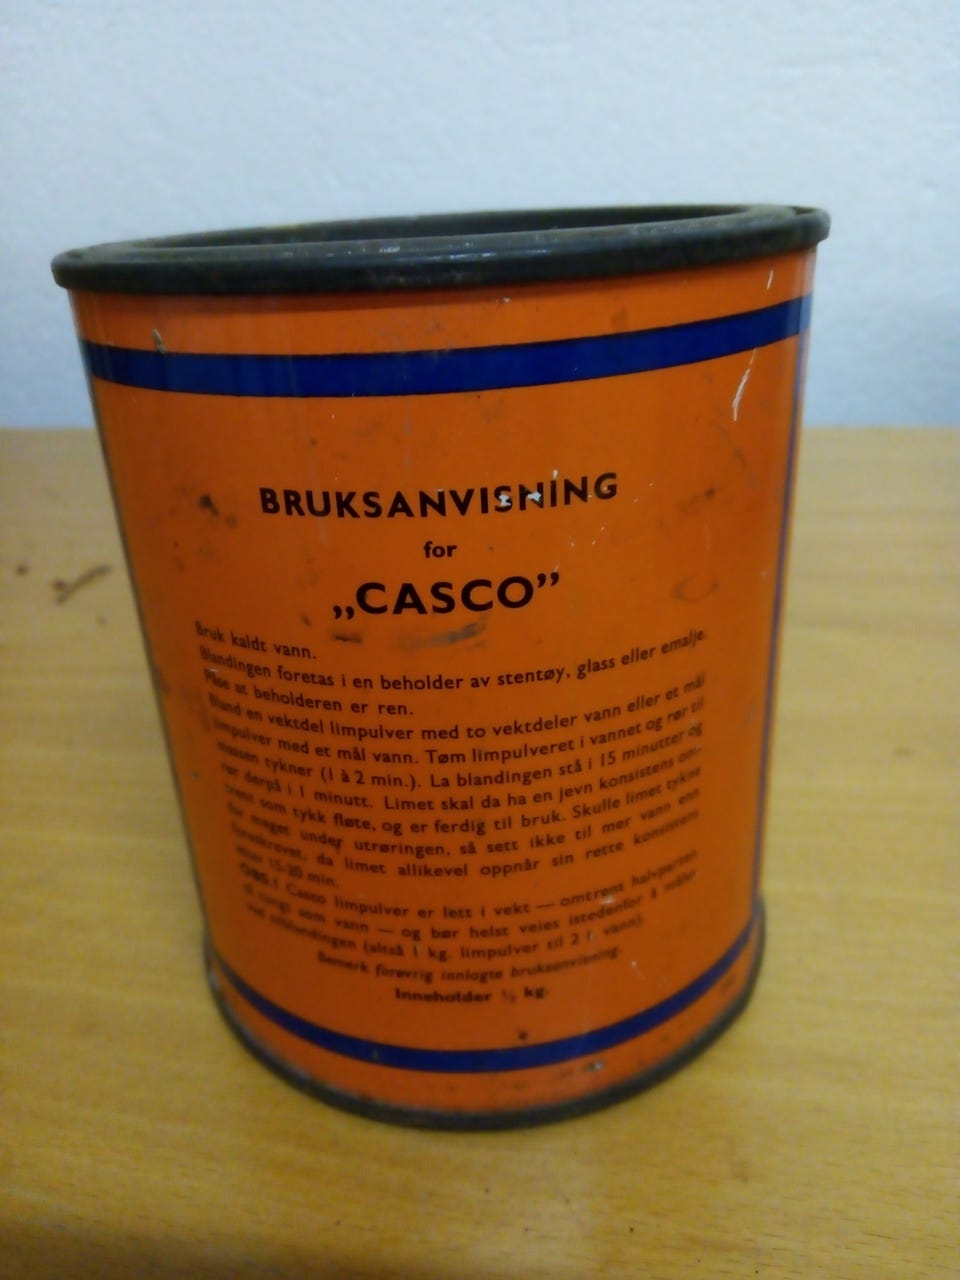 BRUKSANVISNING
for
„CASCO”
Bruk kaldt vann.
Blandingen foretas i en beholder av stentøy, glass eller emalje.
Påse at beholderen er ren.
Bland en vektdel limpulver med to vektdeler vann eller et mål
limpulver med et mål vann. Tøm limpulveret i vannet og rør til
massen tykner (1 à 2 min.). La blandingen stå i 15 minutter og
rør derpå i 1 minutt. Limet skal da ha en jevn konsistens om-
trent som tykk fløte, og er ferdig til bruk. Skulle limet tykne
for meget under utrøringen, så sett ikke til mer vann enn
foreskrevet, da limet allikevel oppnår sin rette konsistens
etter 15-20 min.
OBS.! Casco limpulver er lett i vekt — omtrent halvparten
så tungt som vann — og bør helst veies istedenfor å måles
ved tilblandingen (altså 1 kg. limpulver til 2 l. vann).
Bemerk forøvrig innlagte bruksanvisning.
Inneholder ½ kg.